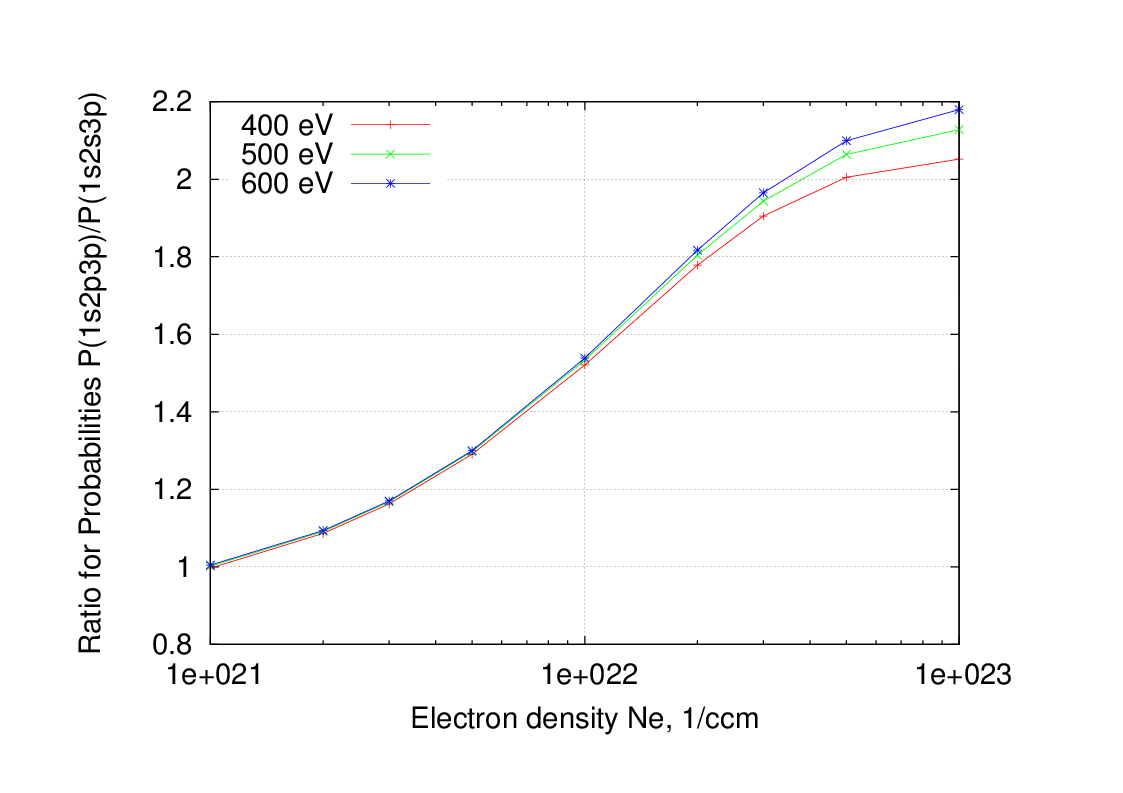 Ratio for Probabilities P(1s2p3p)/P(1s2s3p)
2.2
2
1.8
1.6
1.4
1.2
1
0.8
400 eV
500 eV
600 eV
1e+021 1e+022 1e+023
Electron density Ne, 1/ccm